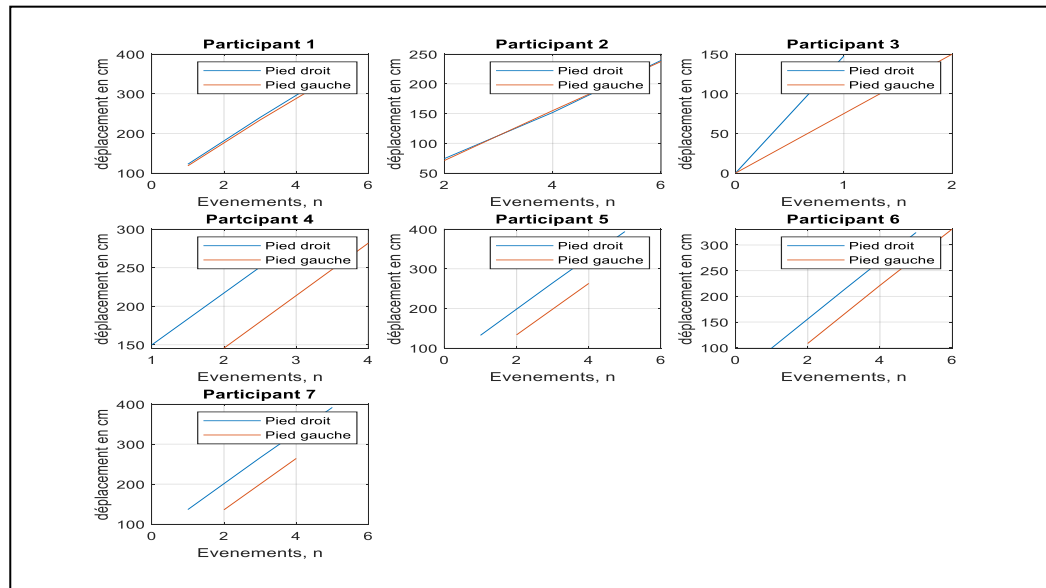 Participant 1
400
300
200
100
0
2
4
6
déplacement en cm
Evenements, n
Pied droit
Pied gauche
Participant 2
250
200
150
100
50
2
4
6
déplacement en cm
Evenements, n
Pied droit
Pied gauche
Participant 3
150
100
50
0
0
1
2
déplacement en cm
Evenements, n
Pied droit
Pied gauche
Participant 4
300
250
200
150
1
2
3
4
déplacement en cm
Evenements, n
Pied droit
Pied gauche
Participant 5
400
300
200
100
0
2
4
6
déplacement en cm
Evenements, n
Pied droit
Pied gauche
Participant 6
300
250
200
150
100
0
2
4
6
déplacement en cm
Evenements, n
Pied droit
Pied gauche
Participant 7
400
300
200
100
0
2
4
6
déplacement en cm
Evenements, n
Pied droit
Pied gauche